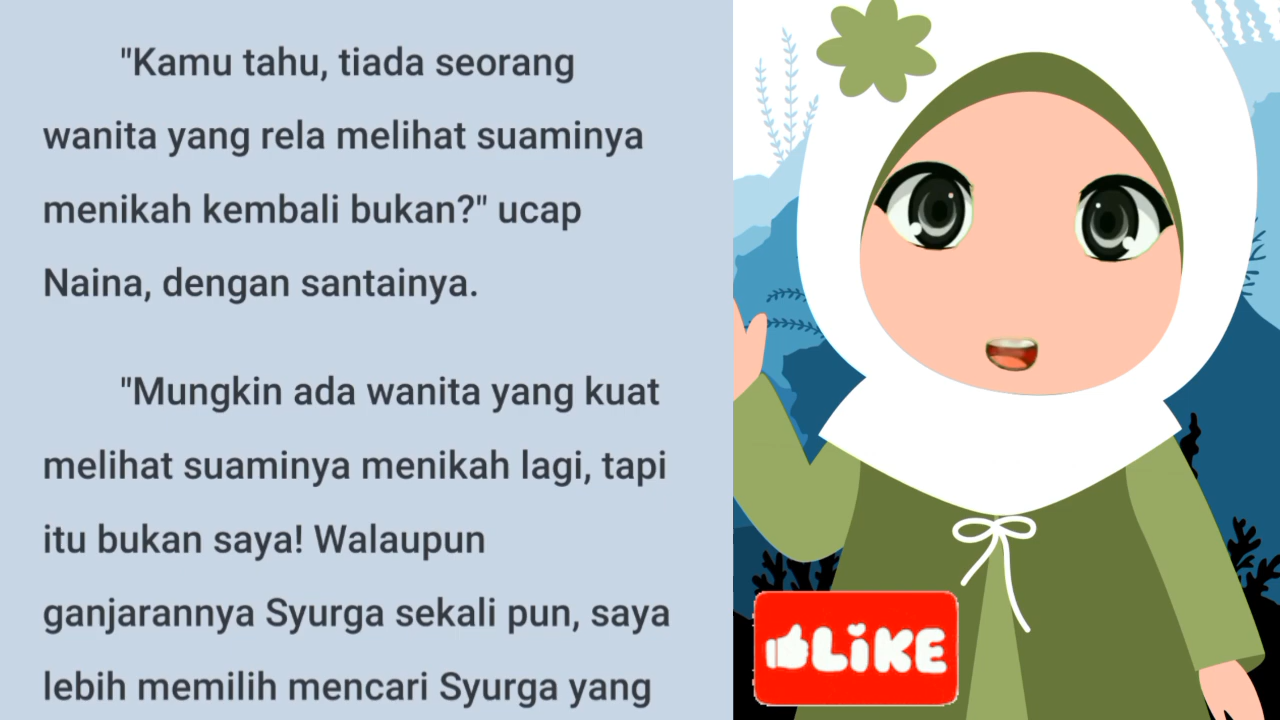 "Kamu tahu, tiada seorang
wanita yang rela melihat suaminya
menikah kembali bukan?" ucap
Naina, dengan santainya.
"Mungkin ada wanita yang kuat
melihat suaminya menikah lagi, tapi
itu bukan saya! Walaupun
ganjarannya Syurga sekali pun, saya
lebih memilih mencari Syurga yang
LIKE